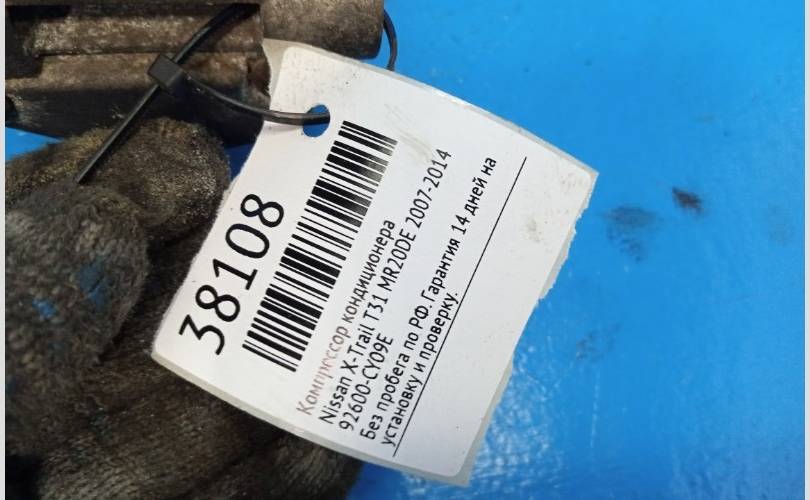 38108
Компрессор кондиционера
Nissan X-Trail T31 MR20DE 2007-2014
92600-CY09E
Без пробега по РФ. Гарантия 14 дней на
установку и проверку.